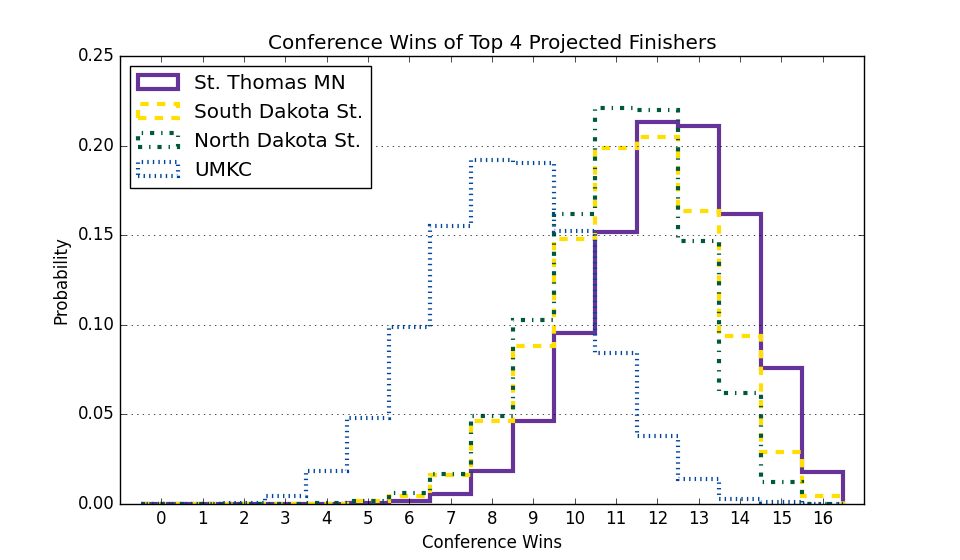 Conference Wins of Top 4 Projected Finishers
St. Thomas MN
South Dakota St.
North Dakota St.
UMKC
Probability
0.25
0.20
0.15
0.10
0.05
0.00
0 1 2 3 4 5 6 7 8 9 10 11 12 13 14 15 16
Conference Wins